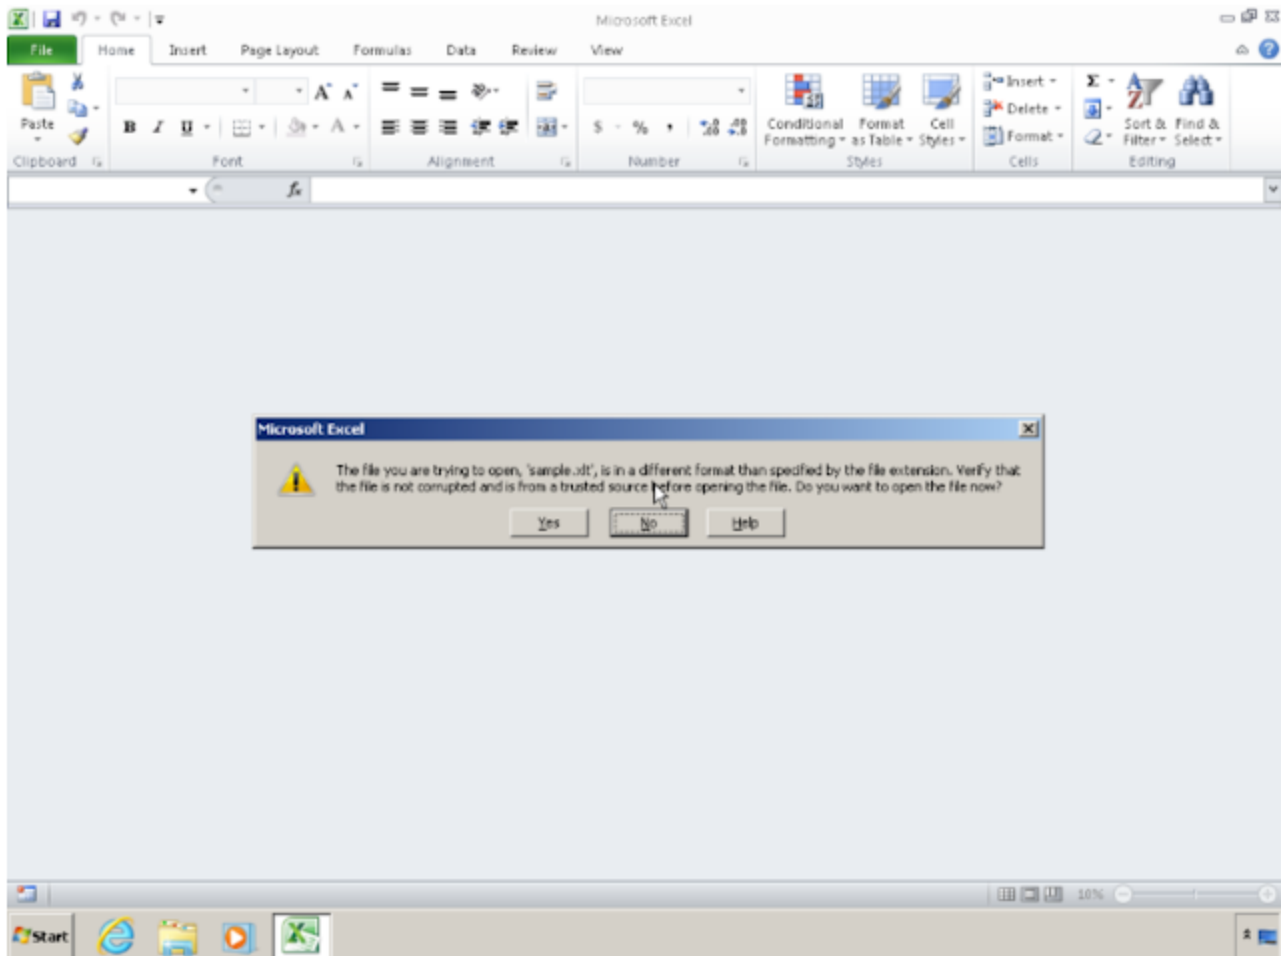 Microsoft Excel
File Home Insert Page Layout Formulas Data Review View
Paste
Clipboard
B I U
A A
A
Font
Alignment
$ % ,
Number
Conditional Formatting
Format as Table
Cell Styles
Styles
Insert
Delete
Format
Cells
Σ
Sort & Filter
Find & Select
Editing
fx
Microsoft Excel
The file you are trying to open, 'sample.xlt', is in a different format than specified by the file extension. Verify that
the file is not corrupted and is from a trusted source before opening the file. Do you want to open the file now?
Yes No Help
10%
Start